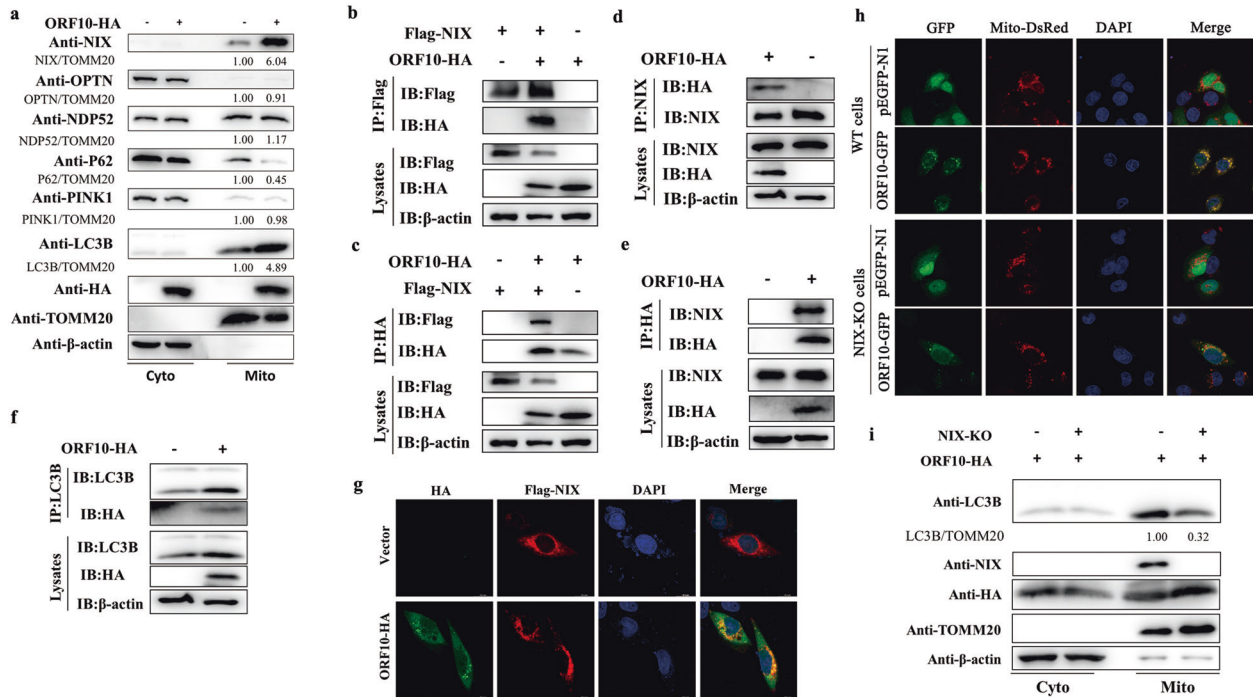 a
ORF10-HA - + - +
Anti-NIX
NIX/TOMM20 1.00 6.04
Anti-OPTN
OPTN/TOMM20 1.00 0.91
Anti-NDP52
NDP52/TOMM20 1.00 1.17
Anti-P62
P62/TOMM20 1.00 0.45
Anti-PINK1
PINK1/TOMM20 1.00 0.98
Anti-LC3B
LC3B/TOMM20 1.00 4.89
Anti-HA
Anti-TOMM20
Anti-β-actin
Cyto Mito
b
Flag-NIX + + -
ORF10-HA - + +
IP:Flag
IB:Flag
IB:HA
Lysates
IB:Flag
IB:HA
IB:β-actin
c
ORF10-HA - + +
Flag-NIX + + -
IP:HA
IB:Flag
IB:HA
Lysates
IB:Flag
IB:HA
IB:β-actin
d
ORF10-HA + -
IP:NIX
IB:HA
IB:NIX
Lysates
IB:NIX
IB:HA
IB:β-actin
e
ORF10-HA - +
IP:HA
IB:NIX
IB:HA
Lysates
IB:NIX
IB:HA
IB:β-actin
f
ORF10-HA - +
IP:LC3B
IB:LC3B
IB:HA
Lysates
IB:LC3B
IB:HA
IB:β-actin
g
HA Flag-NIX DAPI Merge
Vector
ORF10-HA
h
GFP Mito-DsRed DAPI Merge
WT cells
pEGFP-N1
ORF10-GFP
NIX-KO cells
pEGFP-N1
ORF10-GFP
i
NIX-KO - + - +
ORF10-HA + + + +
Anti-LC3B
LC3B/TOMM20 1.00 0.32
Anti-NIX
Anti-HA
Anti-TOMM20
Anti-β-actin
Cyto Mito